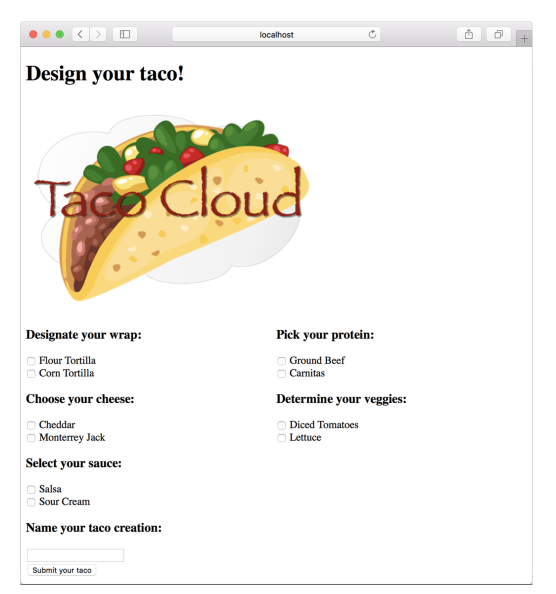 localhost
Design your taco!
Taco Cloud
Designate your wrap:
Flour Tortilla
Corn Tortilla
Pick your protein:
Ground Beef
Carnitas
Choose your cheese:
Cheddar
Monterrey Jack
Determine your veggies:
Diced Tomatoes
Lettuce
Select your sauce:
Salsa
Sour Cream
Name your taco creation:
Submit your taco